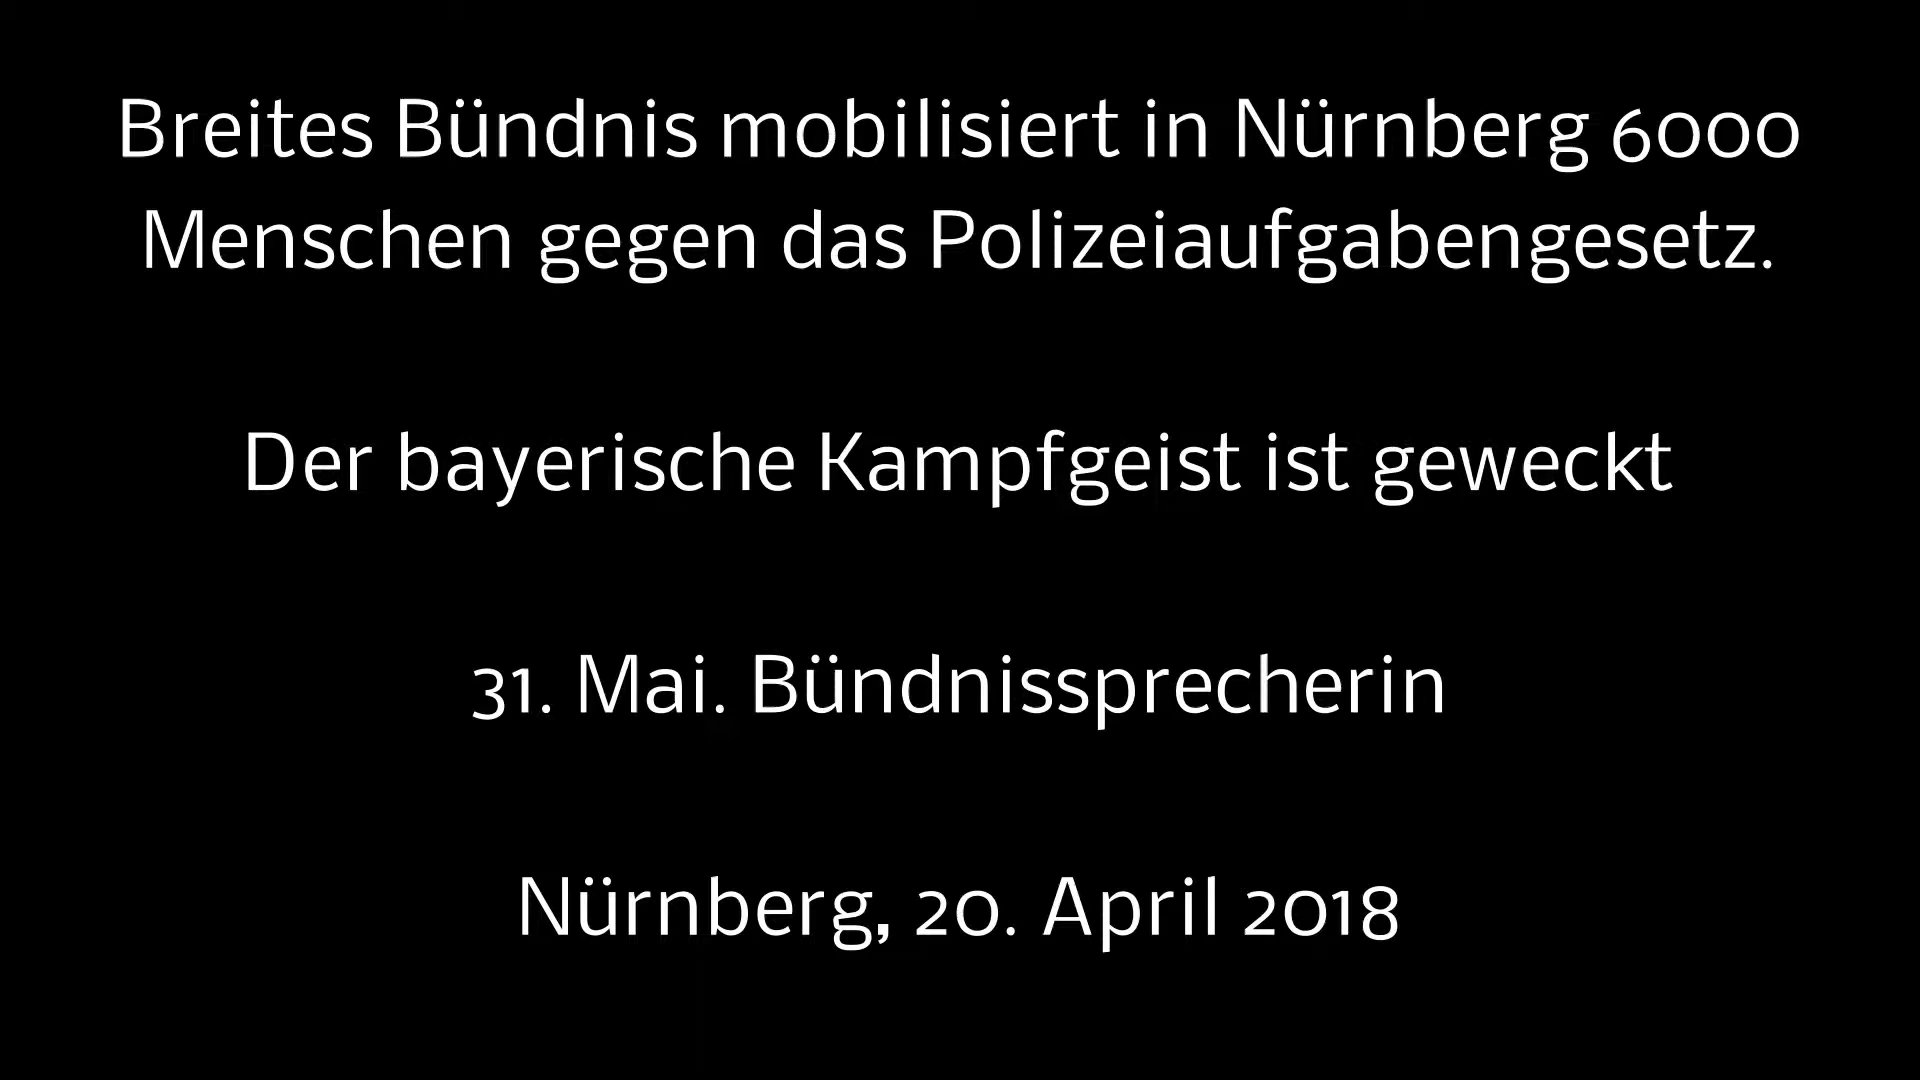 Breites Bündnis mobilisiert in Nürnberg 6000
Menschen gegen das Polizeiaufgabengesetz.
Der bayerische Kampfgeist ist geweckt
31. Mai. Bündnissprecherin
Nürnberg, 20. April 2018